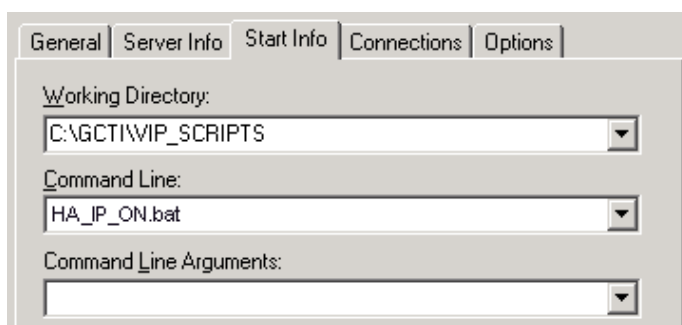 General Server Info Start Info Connections Options
Working Directory:
C:\GCTI\VIP_SCRIPTS
Command Line:
HA_IP_ON.bat
Command Line Arguments: